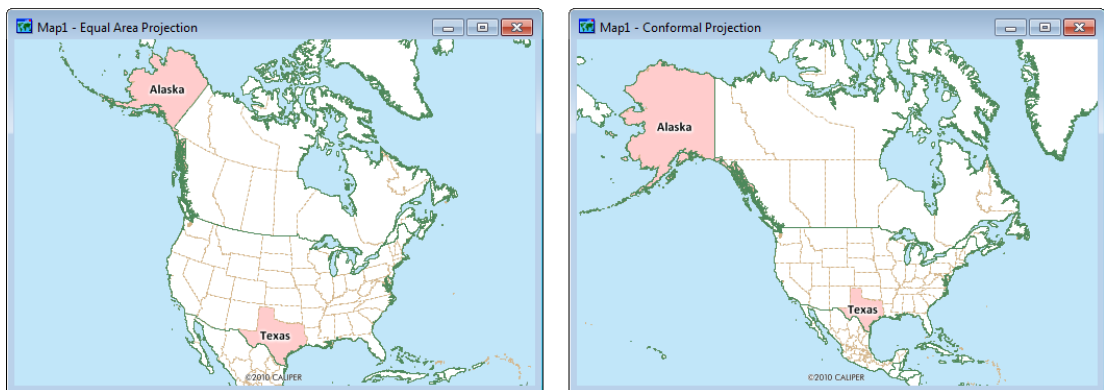 Map1 - Equal Area Projection
Alaska
Texas
©2010 CALIPER
Map1 - Conformal Projection
Alaska
Texas
©2010 CALIPER